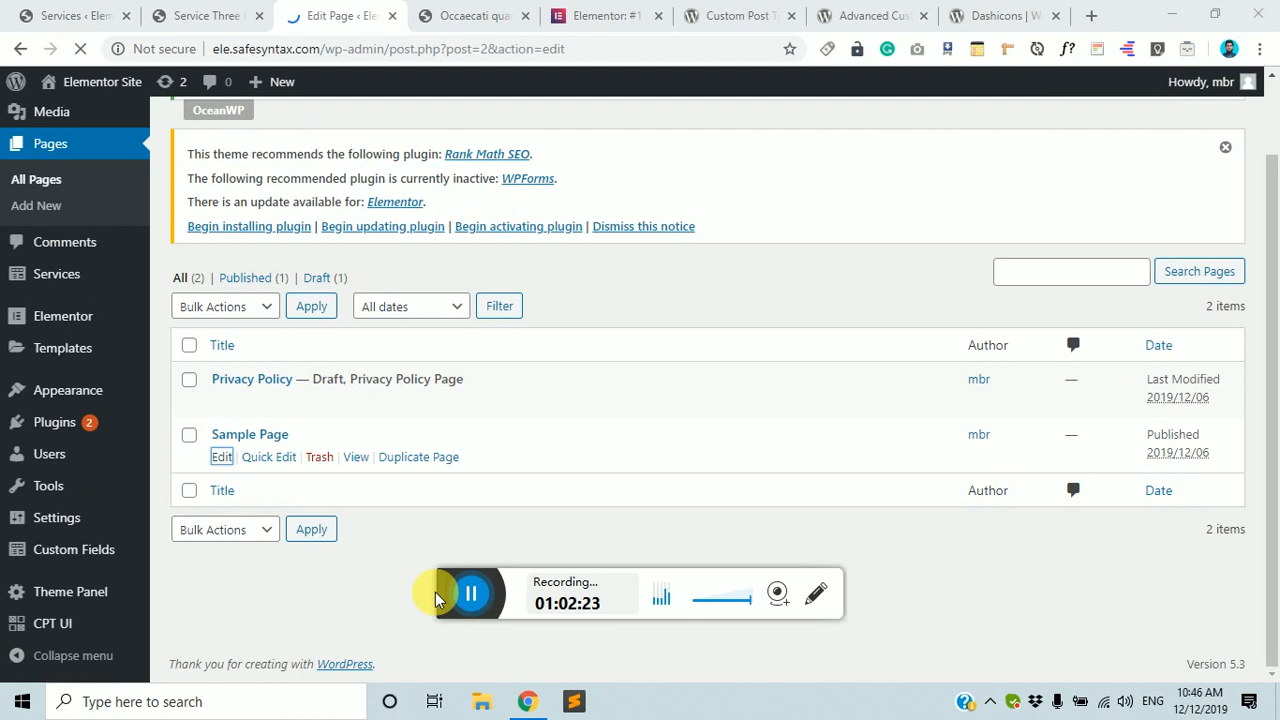 Services ‹ Elem
Service Three
Edit Page ‹ Ele
Occaecati qua
Elementor: #1
Custom Post T
Advanced Cus
Dashicons | W
Not secure
ele.safesyntax.com/wp-admin/post.php?post=2&action=edit
f?
Elementor Site
2
0
New
Howdy, mbr
Media
Pages
All Pages
Add New
Comments
Services
Elementor
Templates
Appearance
Plugins 2
Users
Tools
Settings
Custom Fields
Theme Panel
CPT UI
Collapse menu
OceanWP
This theme recommends the following plugin: Rank Math SEO.
The following recommended plugin is currently inactive: WPForms.
There is an update available for: Elementor.
Begin installing plugin | Begin updating plugin | Begin activating plugin | Dismiss this notice
All (2) | Published (1) | Draft (1)
Search Pages
Bulk Actions
Apply
All dates
Filter
2 items
Title
Author
Date
Privacy Policy — Draft, Privacy Policy Page
mbr
—
Last Modified
2019/12/06
Sample Page
mbr
—
Published
2019/12/06
Edit | Quick Edit | Trash | View | Duplicate Page
Title
Author
Date
Bulk Actions
Apply
2 items
Recording...
01:02:23
Thank you for creating with WordPress.
Version 5.3
Type here to search
ENG
10:46 AM
12/12/2019